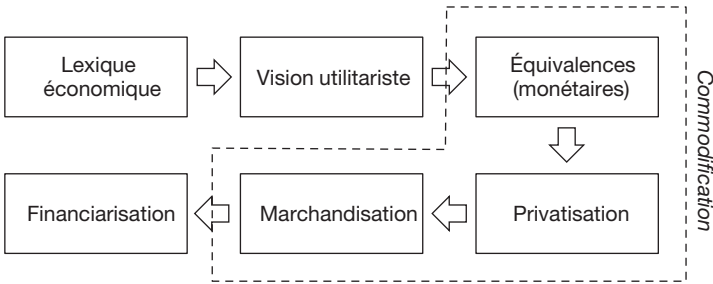 Lexique
économique
Vision utilitariste
Équivalences
(monétaires)
Commodification
Financiarisation
Marchandisation
Privatisation